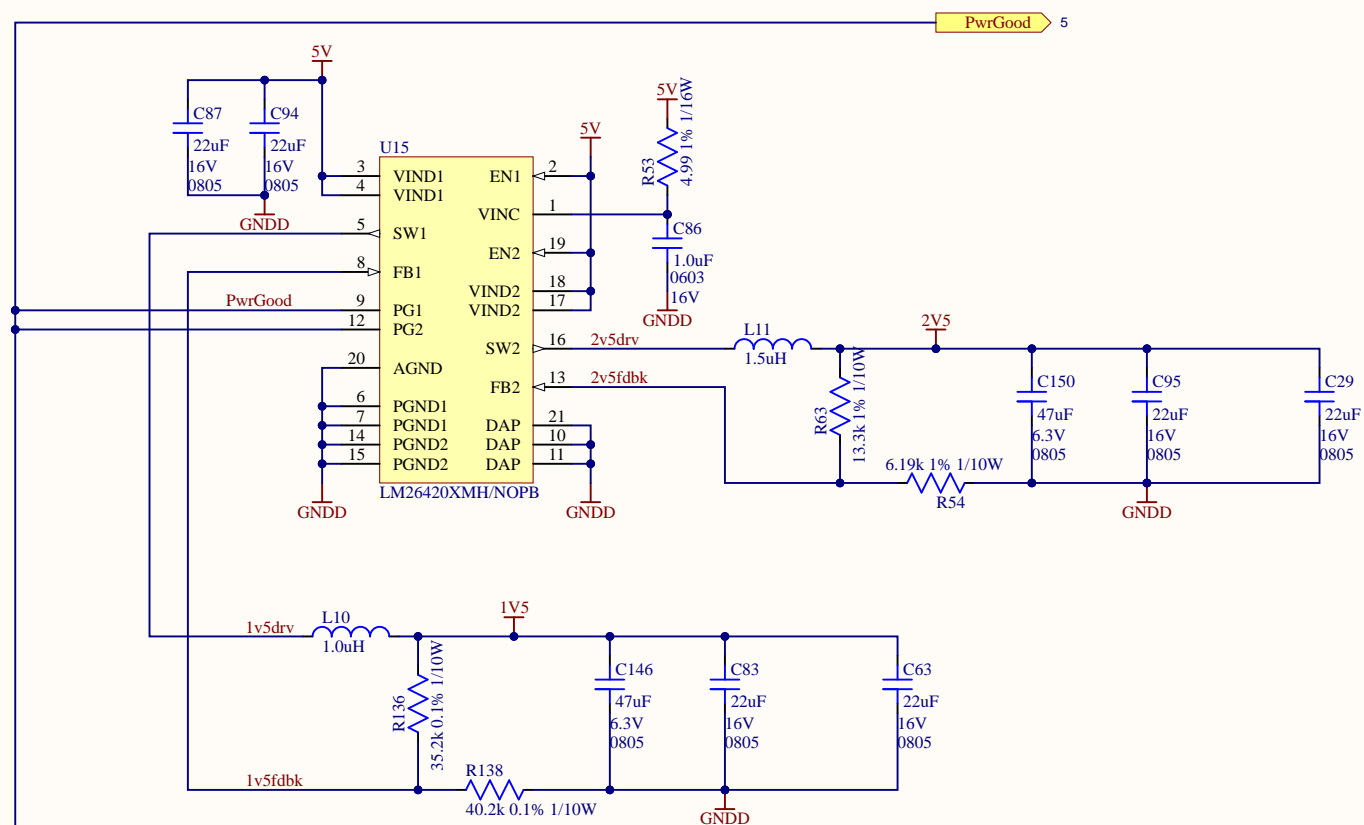 PwrGood 5
5V
C87
22uF
16V
0805
C94
22uF
16V
0805
GNDD
5V
R53
4.99 1% 1/16W
C86
1.0uF
0603
16V
GNDD
5V
U15
3 VIND1
4 VIND1
5 SW1
8 FB1
PwrGood 9 PG1
12 PG2
20 AGND
6 PGND1
7 PGND1
14 PGND2
15 PGND2
EN1 2
VINC 1
EN2 19
VIND2 18
VIND2 17
SW2 16 2v5drv
FB2 13 2v5fdbk
DAP 21
DAP 10
DAP 11
LM26420XMH/NOPB
GNDD
GNDD
L11
1.5uH
2V5
R63
13.3k 1% 1/10W
6.19k 1% 1/10W
R54
C150
47uF
6.3V
0805
C95
22uF
16V
0805
C29
22uF
16V
0805
GNDD
1v5drv
L10
1.0uH
1V5
R136
35.2k 0.1% 1/10W
C146
47uF
6.3V
0805
C83
22uF
16V
0805
C63
22uF
16V
0805
1v5fdbk
R138
40.2k 0.1% 1/10W
GNDD